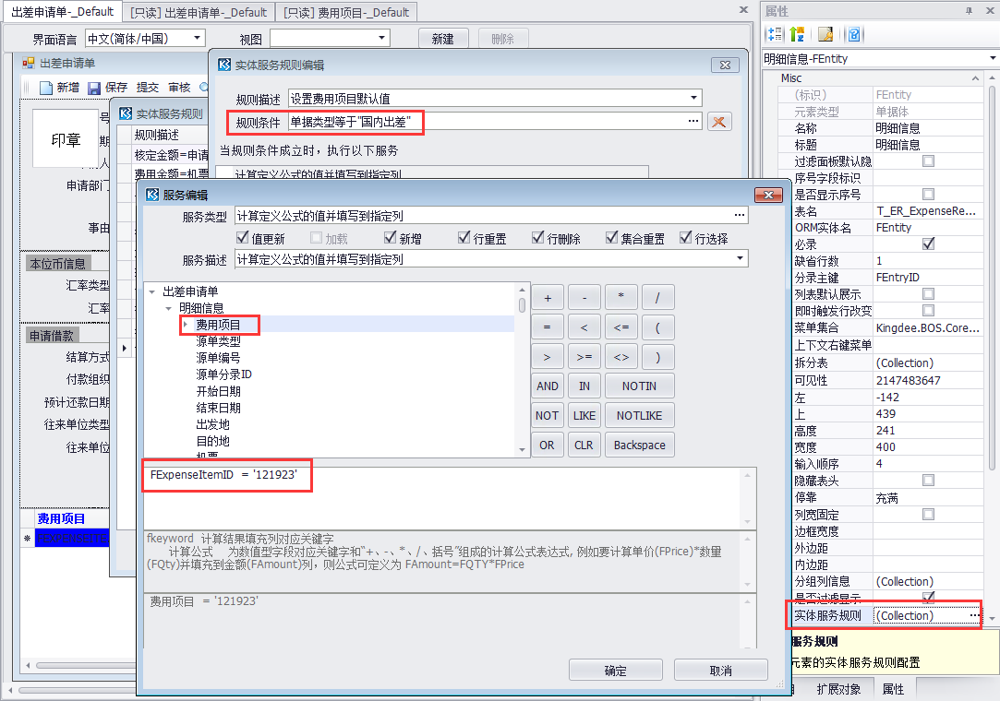 出差申请单-_Default
[只读] 出差申请单-_Default
[只读] 费用项目-_Default
界面语言
中文(简体/中国)
视图
新建
删除
出差申请单
新增
保存
提交
审核
印章
号
期
人
申请部门
事由
本位币信息
汇率类型
汇率
申请借款
结算方式
付款组织
预计还款日期
往来单位类型
往来单位
费用项目
实体服务规则
规则描述
核定金额=申请
费用金额=机票
实体服务规则编辑
规则描述
设置费用项目默认值
规则条件
单据类型等于"国内出差"
当规则条件成立时，执行以下服务
计算定义公式的值并填写到指定列
服务编辑
服务类型
计算定义公式的值并填写到指定列
值更新
加载
新增
行重置
行删除
集合重置
行选择
服务描述
计算定义公式的值并填写到指定列
出差申请单
明细信息
费用项目
源单类型
源单编号
源单分录ID
开始日期
结束日期
出发地
目的地
机票
+ - * /
= < <= (
> >= <> )
AND IN NOTIN
NOT LIKE NOTLIKE
OR CLR Backspace
FExpenseItemID = '121923'
fkeyword 计算结果填充列对应关键字
计算公式 为数值型字段对应关键字和"+、-、*、/、括号"组成的计算公式表达式, 例如要计算单价(FPrice)*数量
(FQty)并填充到金额(FAmount)列，则公式可定义为 FAmount=FQTY*FPrice
费用项目 = '121923'
确定
取消
属性
明细信息-FEntity
Misc
(标识) FEntity
元素类型 单据体
名称 明细信息
标题 明细信息
过滤面板默认隐
序号字段标识
是否显示序号
表名 T_ER_ExpenseRe...
ORM实体名 FEntity
必录
缺省行数 1
分录主键 FEntryID
列表默认展示
即时触发行改变
菜单集合 Kingdee.BOS.Core...
上下文右键菜单
拆分表 (Collection)
可见性 2147483647
左 -142
上 439
高度 241
宽度 400
输入顺序 4
隐藏表头
停靠 充满
列宽固定
边框宽度
外边距
内边距
分组列信息 (Collection)
是否过滤显示
实体服务规则 (Collection) ...
服务规则
元素的实体服务规则配置
扩展对象
属性